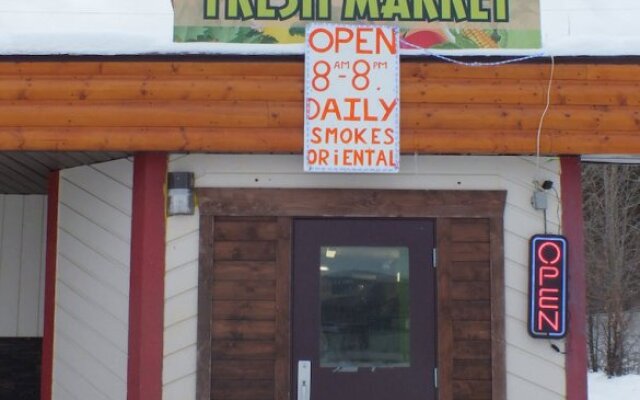 FRESH MARKET
OPEN
8AM-8PM.
DAILY
SMOKES
ORiENTAL
OPEN